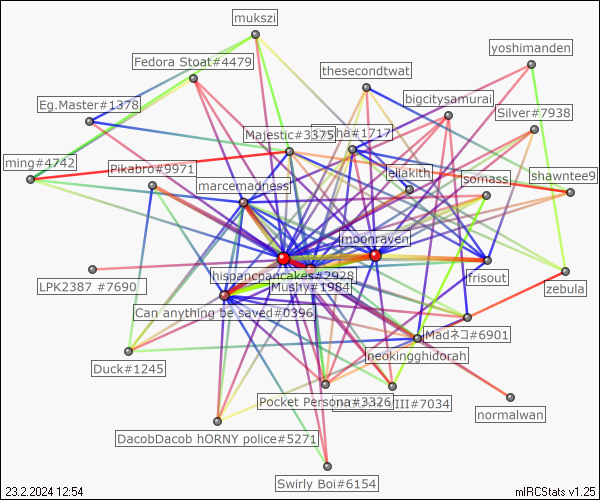 mukszi
yoshimanden
Fedora Stoat#4479
thesecondtwat
bigcitysamurai
Eg.Master#1378
Silver#7938
Majestic#3375
ha#1717
ming#4742
Pikabro#9971
eliakith
somass
shawntee9
marcemadness
moonraven
hispancpancakes#2928
frisout
LPK2387 #7690
Mushy#1984
zebula
Can anything be saved#0396
Madネコ#6901
neokingghidorah
Duck#1245
Pocket Persona#3326
III#7034
normalwan
DacobDacob hORNY police#5271
Swirly Boi#6154
23.2.2024 12:54
mIRCStats v1.25